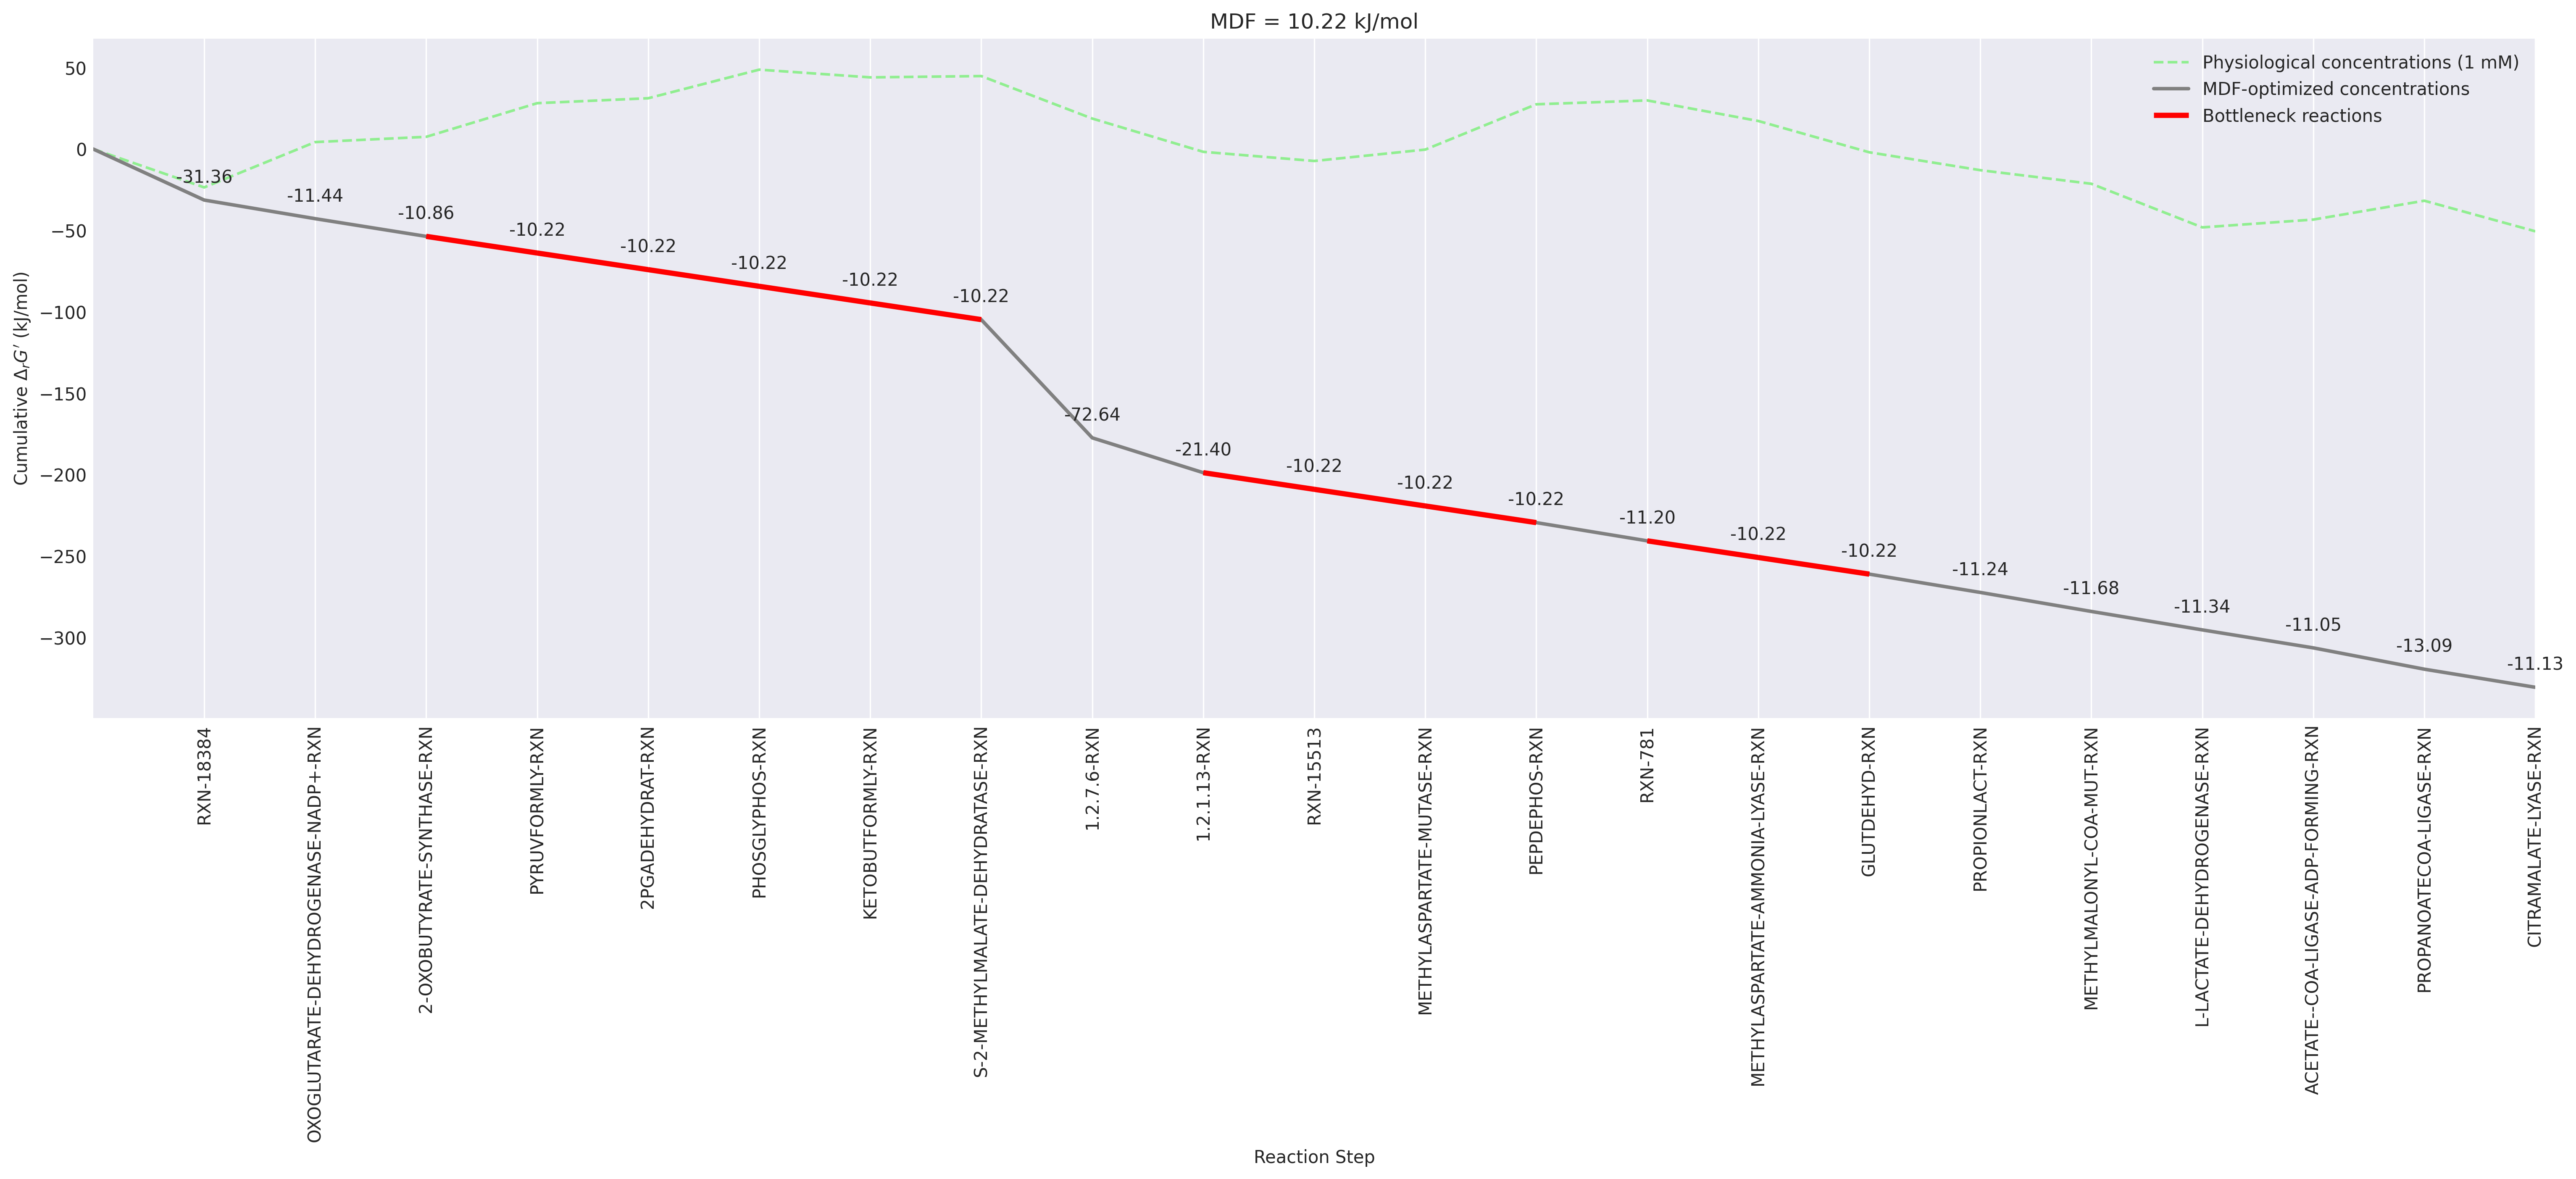 MDF = 10.22 kJ/mol
Physiological concentrations (1 mM)
MDF-optimized concentrations
Bottleneck reactions
Cumulative ΔrG′ (kJ/mol)
50
0
−50
−100
−150
−200
−250
−300
-31.36
-11.44
-10.86
-10.22
-10.22
-10.22
-10.22
-10.22
-72.64
-21.40
-10.22
-10.22
-10.22
-11.20
-10.22
-10.22
-11.24
-11.68
-11.34
-11.05
-13.09
-11.13
RXN-18384
OXOGLUTARATE-DEHYDROGENASE-NADP+-RXN
2-OXOBUTYRATE-SYNTHASE-RXN
PYRUVFORMLY-RXN
2PGADEHYDRAT-RXN
PHOSGLYPHOS-RXN
KETOBUTFORMLY-RXN
S-2-METHYLMALATE-DEHYDRATASE-RXN
1.2.7.6-RXN
1.2.1.13-RXN
RXN-15513
METHYLASPARTATE-MUTASE-RXN
PEPDEPHOS-RXN
RXN-781
METHYLASPARTATE-AMMONIA-LYASE-RXN
GLUTDEHYD-RXN
PROPIONLACT-RXN
METHYLMALONYL-COA-MUT-RXN
L-LACTATE-DEHYDROGENASE-RXN
ACETATE--COA-LIGASE-ADP-FORMING-RXN
PROPANOATECOA-LIGASE-RXN
CITRAMALATE-LYASE-RXN
Reaction Step